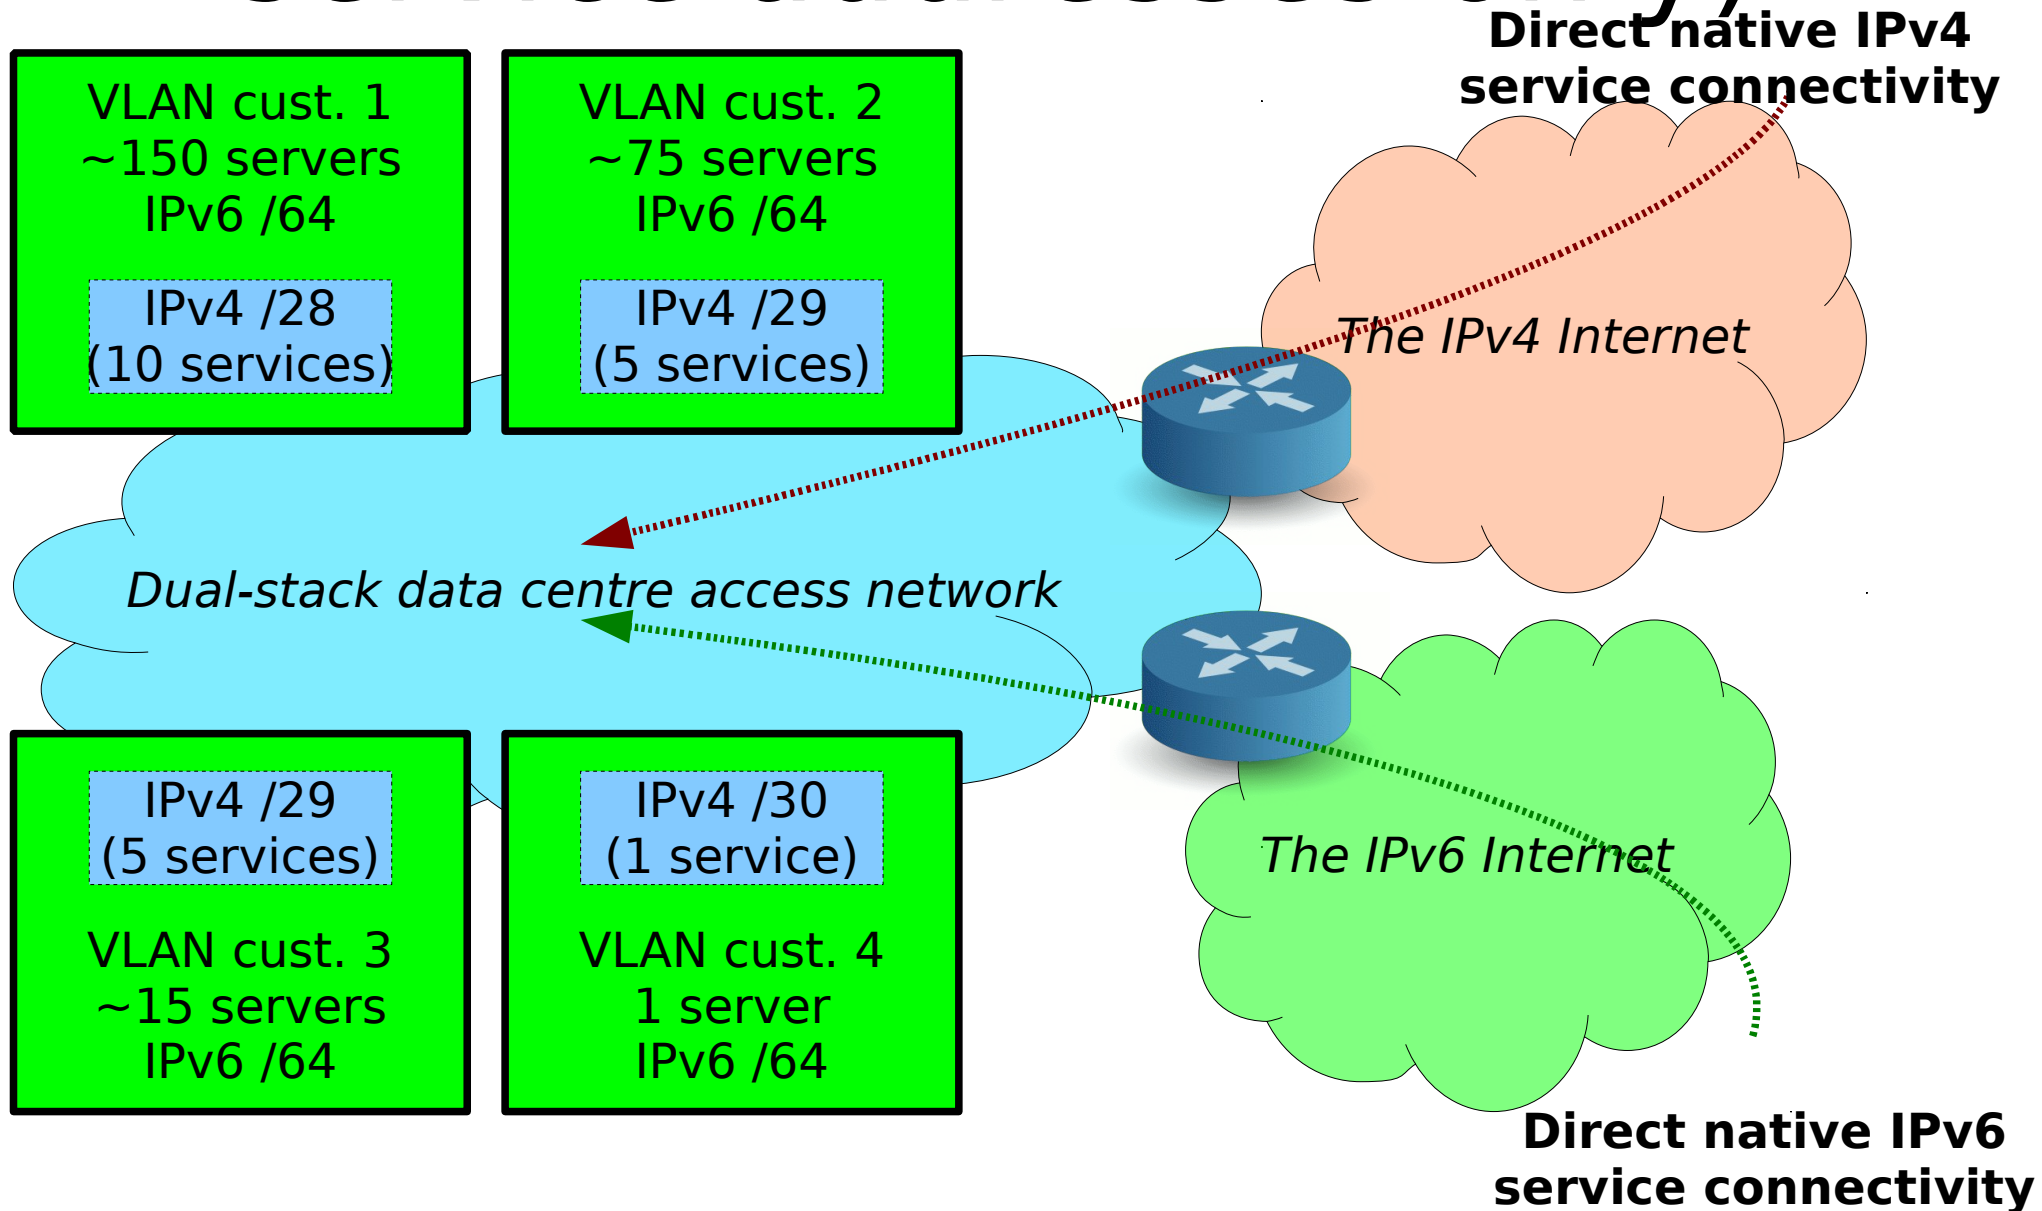 Direct native IPv4
service connectivity
VLAN cust. 1
~150 servers
IPv6 /64
IPv4 /28
(10 services)
VLAN cust. 2
~75 servers
IPv6 /64
IPv4 /29
(5 services)
The IPv4 Internet
Dual-stack data centre access network
IPv4 /29
(5 services)
VLAN cust. 3
~15 servers
IPv6 /64
IPv4 /30
(1 service)
VLAN cust. 4
1 server
IPv6 /64
The IPv6 Internet
Direct native IPv6
service connectivity